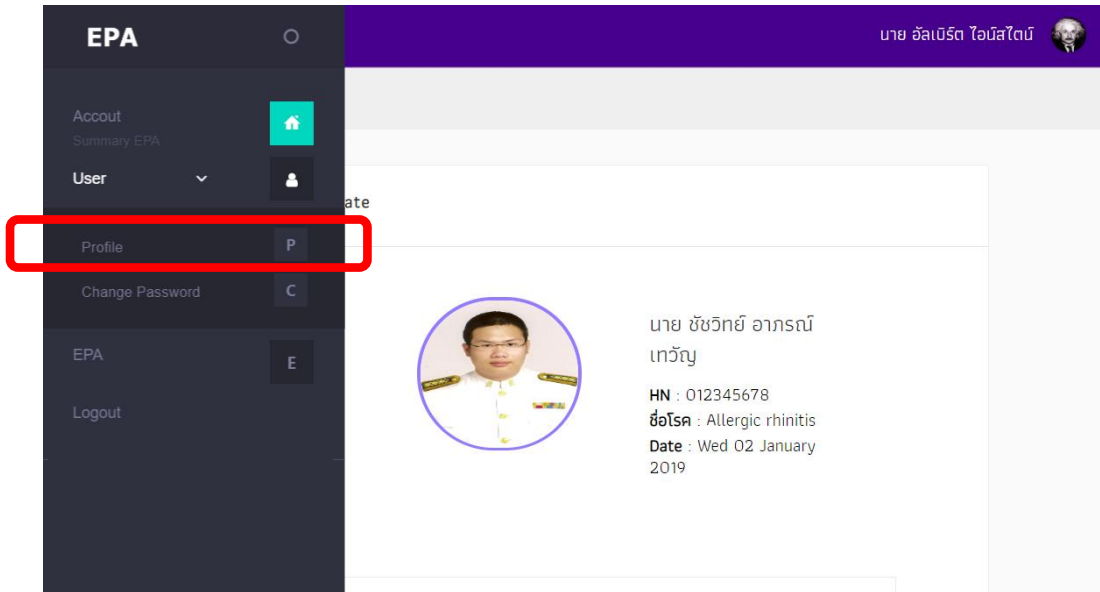 EPA
นาย อัลเบิร์ต ไอน์สไตน์
Accout
Summary EPA
User
ate
Profile P
Change Password C
EPA E
Logout
นาย ชัชวิทย์ อาภรณ์
เทวัญ
HN : 012345678
ชื่อโรค : Allergic rhinitis
Date : Wed 02 January
2019